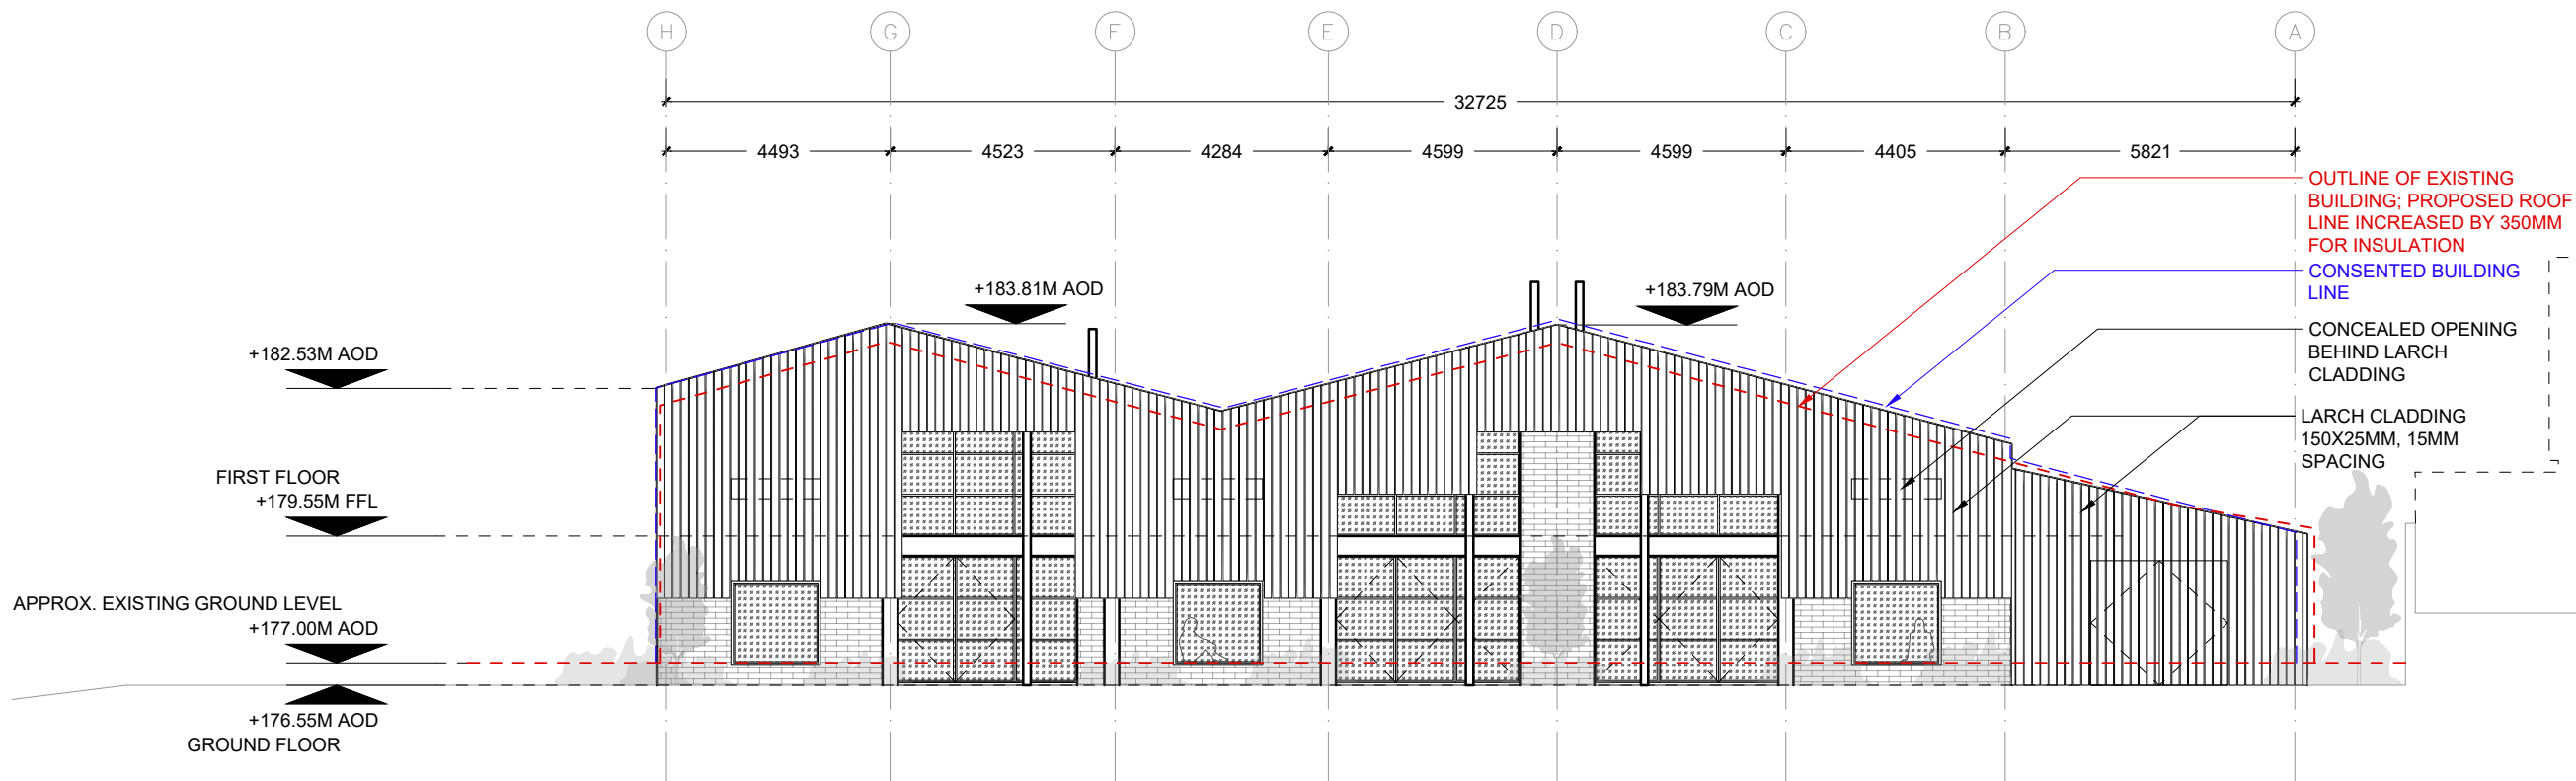 H G F E D C B A
32725
4493 4523 4284 4599 4599 4405 5821
OUTLINE OF EXISTING
BUILDING; PROPOSED ROOF
LINE INCREASED BY 350MM
FOR INSULATION
CONSENTED BUILDING
LINE
CONCEALED OPENING
BEHIND LARCH
CLADDING
LARCH CLADDING
150X25MM, 15MM
SPACING
+183.81M AOD
+183.79M AOD
+182.53M AOD
FIRST FLOOR
+179.55M FFL
APPROX. EXISTING GROUND LEVEL
+177.00M AOD
+176.55M AOD
GROUND FLOOR